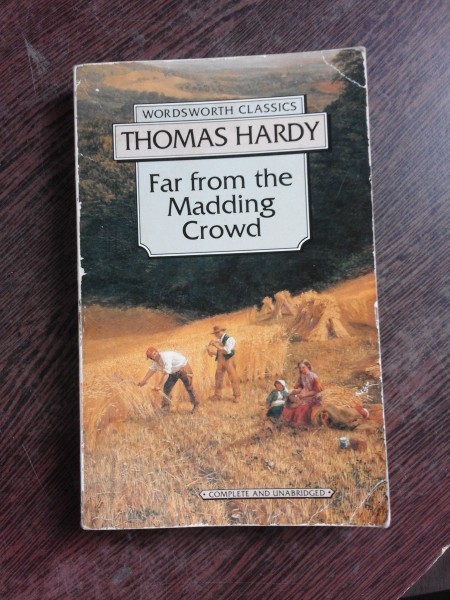 WORDSWORTH CLASSICS
THOMAS HARDY
Far from the
Madding
Crowd
· COMPLETE AND UNABRIDGED ·